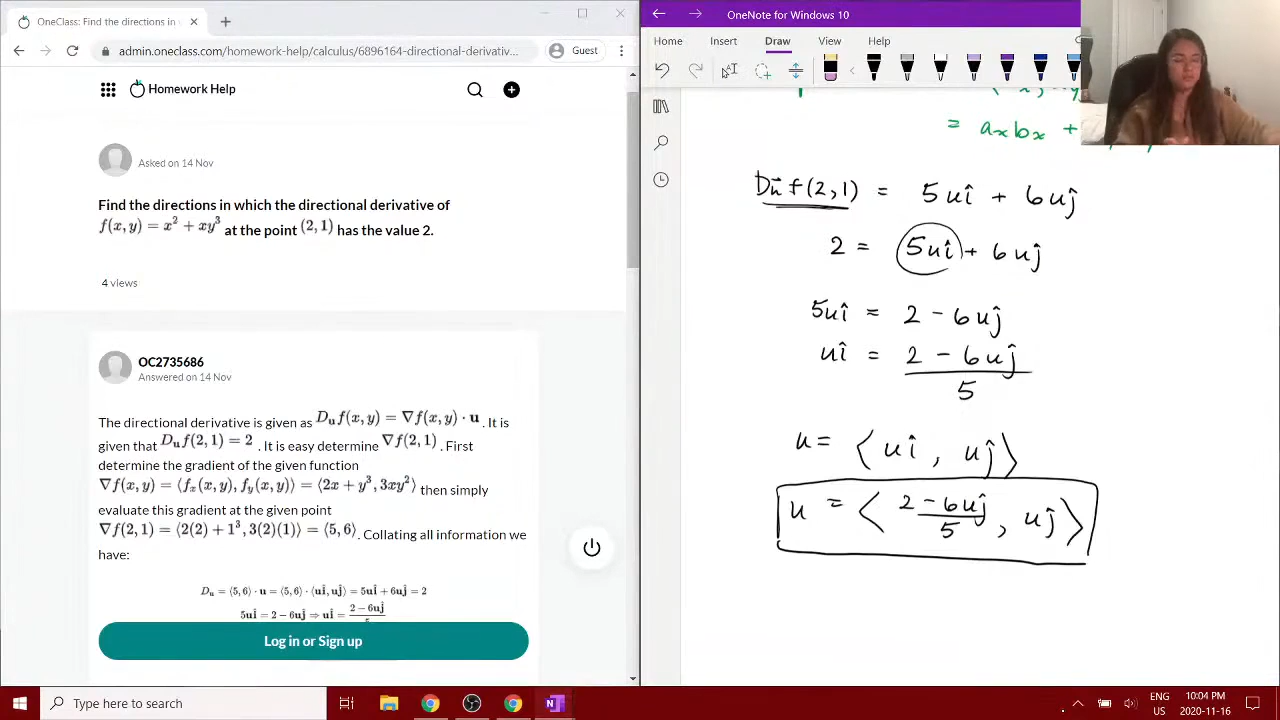 OneClass: Find the directions in
admin.oneclass.com/homework-help/calculus/6895164-directional-derivativ...
Guest
Homework Help
Asked on 14 Nov
Find the directions in which the directional derivative of
f(x, y) = x² + xy³ at the point (2, 1) has the value 2.
4 views
OC2735686
Answered on 14 Nov
The directional derivative is given as D_u f(x, y) = ∇f(x, y) · u. It is
given that D_u f(2, 1) = 2 . It is easy determine ∇f(2, 1). First
determine the gradient of the given function
∇f(x, y) = ⟨f_x(x, y), f_y(x, y)⟩ = ⟨2x + y³, 3xy²⟩ then simply
evaluate this gradient at the given point
∇f(2, 1) = ⟨2(2) + 1³, 3(2)(1)⟩ = ⟨5, 6⟩. Collating all information we
have:
D_u = ⟨5, 6⟩ · u = ⟨5, 6⟩ · ⟨uî, uĵ⟩ = 5uî + 6uĵ = 2
5uî = 2 − 6uĵ ⇒ uî = (2 − 6uĵ)/5
Log in or Sign up
OneNote for Windows 10
Home Insert Draw View Help
= axbx +
Du⃗ f(2,1) = 5uî + 6uĵ
2 = 5uî + 6uĵ
5uî = 2 - 6uĵ
uî = (2 - 6uĵ)/5
u = ⟨uî, uĵ⟩
u = ⟨(2 - 6uĵ)/5, uĵ⟩
Type here to search
ENG
US
10:04 PM
2020-11-16